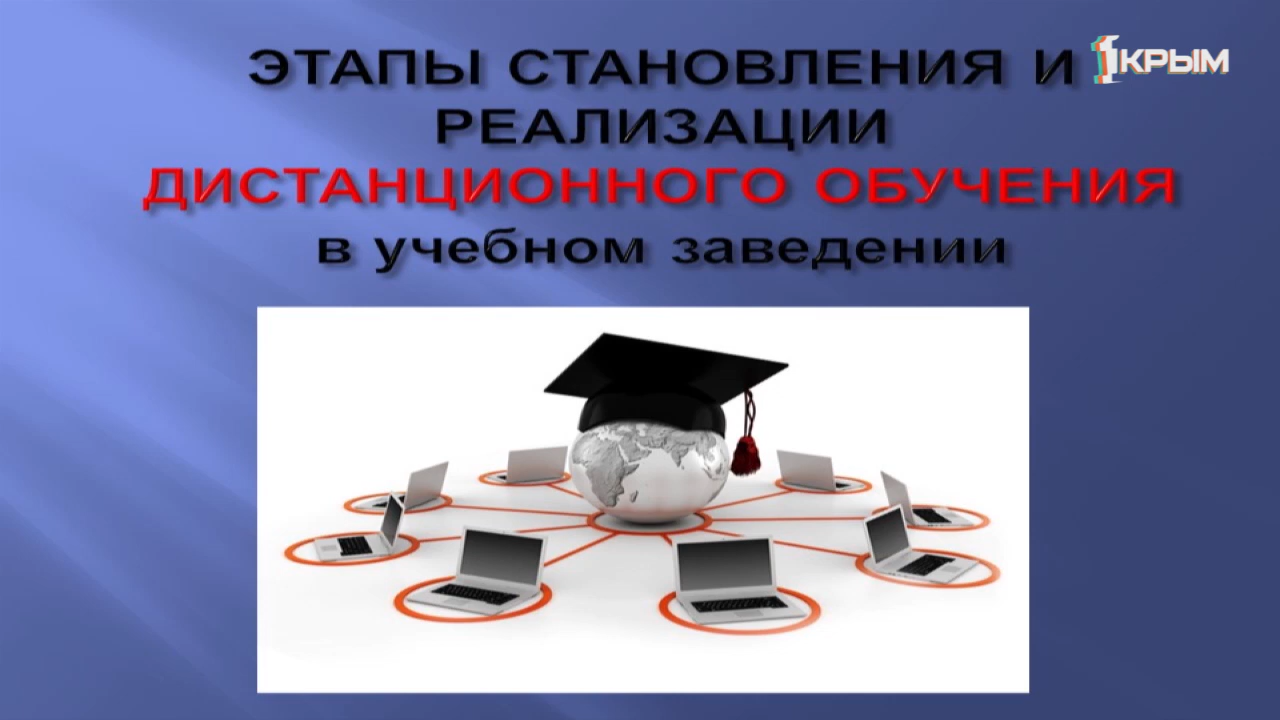 ЭТАПЫ СТАНОВЛЕНИЯ И
1КРЫМ
РЕАЛИЗАЦИИ
ДИСТАНЦИОННОГО ОБУЧЕНИЯ
в учебном заведении